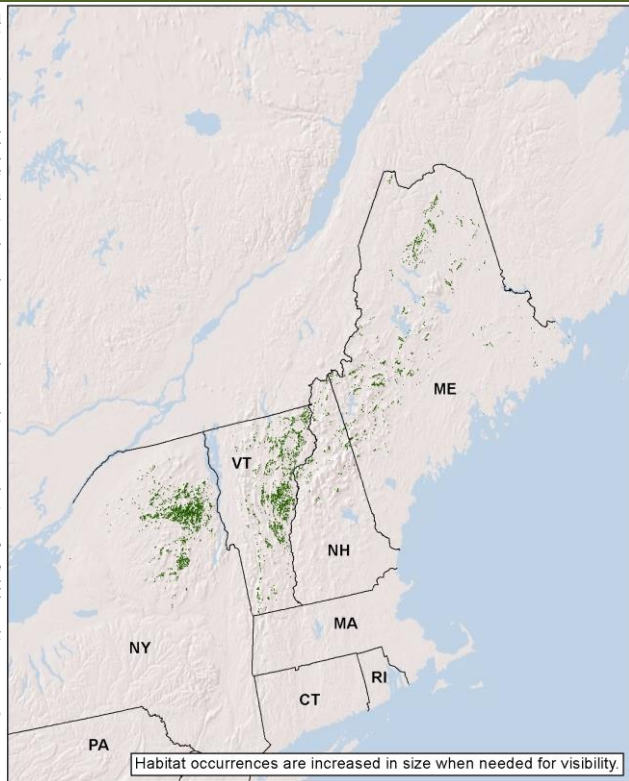 ME
VT
NH
NY
MA
CT
RI
PA
Habitat occurrences are increased in size when needed for visibility.